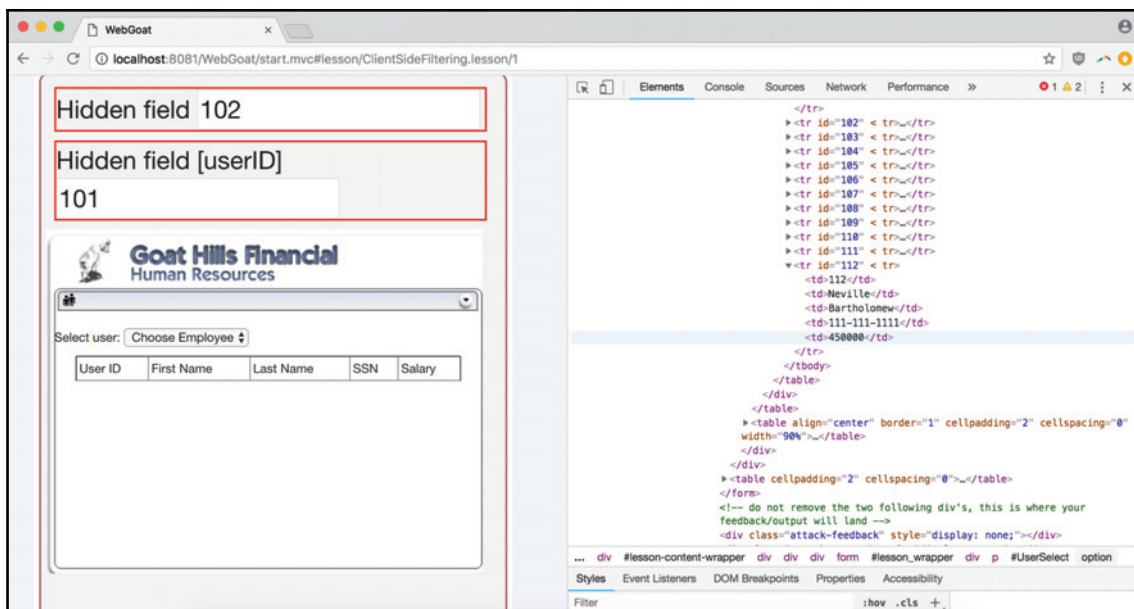 WebGoat
localhost:8081/WebGoat/start.mvc#lesson/ClientSideFiltering.lesson/1
Hidden field 102
Hidden field [userID]
101
Goat Hills Financial
Human Resources
Select user: Choose Employee
User ID First Name Last Name SSN Salary
Elements Console Sources Network Performance » 1 2
</tr>
<tr id="102" < tr>…</tr>
<tr id="103" < tr>…</tr>
<tr id="104" < tr>…</tr>
<tr id="105" < tr>…</tr>
<tr id="106" < tr>…</tr>
<tr id="107" < tr>…</tr>
<tr id="108" < tr>…</tr>
<tr id="109" < tr>…</tr>
<tr id="110" < tr>…</tr>
<tr id="111" < tr>…</tr>
<tr id="112" < tr>
<td>112</td>
<td>Neville</td>
<td>Bartholomew</td>
<td>111-111-1111</td>
<td>450000</td>
</tr>
</tbody>
</table>
</div>
</table>
<table align="center" border="1" cellpadding="2" cellspacing="0"
width="90%">…</table>
</div>
</div>
<table cellpadding="2" cellspacing="0">…</table>
</form>
<!-- do not remove the two following div's, this is where your
feedback/output will land -->
<div class="attack-feedback" style="display: none;"></div>
... div #lesson-content-wrapper div div div form #lesson_wrapper div p #UserSelect option
Styles Event Listeners DOM Breakpoints Properties Accessibility
Filter :hov .cls +